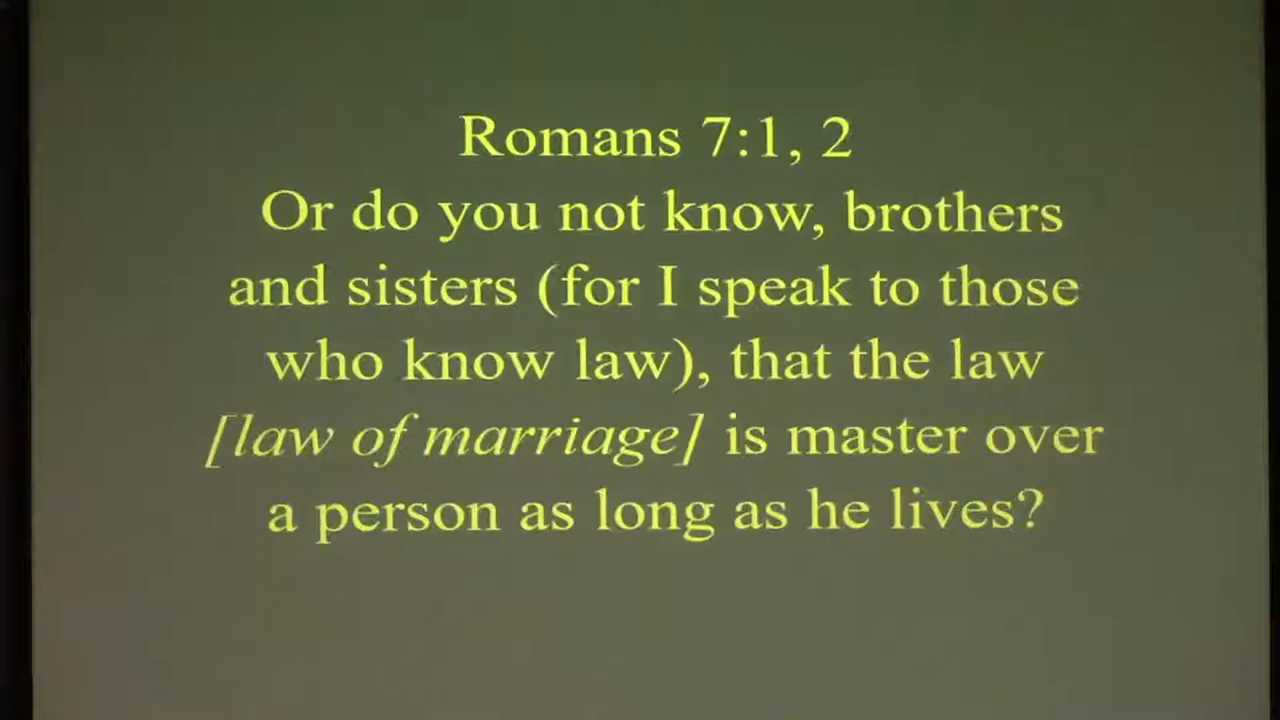 Romans 7:1, 2
Or do you not know, brothers
and sisters (for I speak to those
who know law), that the law
[law of marriage] is master over
a person as long as he lives?